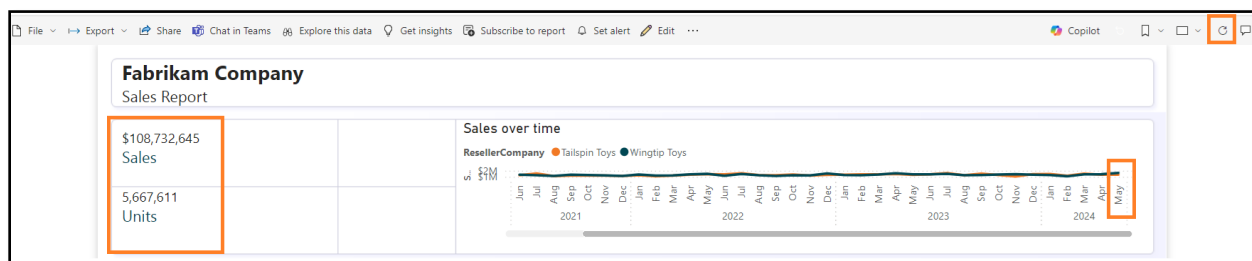 File Export Share Chat in Teams Explore this data Get insights Subscribe to report Set alert Edit ··· Copilot
Fabrikam Company
Sales Report
$108,732,645
Sales
5,667,611
Units
Sales over time
ResellerCompany Tailspin Toys Wingtip Toys
$2M
$1M
Jun Jul Aug Sep Oct Nov Dec Jan Feb Mar Apr May Jun Jul Aug Sep Oct Nov Dec Jan Feb Mar Apr May Jun Jul Aug Sep Oct Nov Dec Jan Feb Mar Apr May
2021 2022 2023 2024